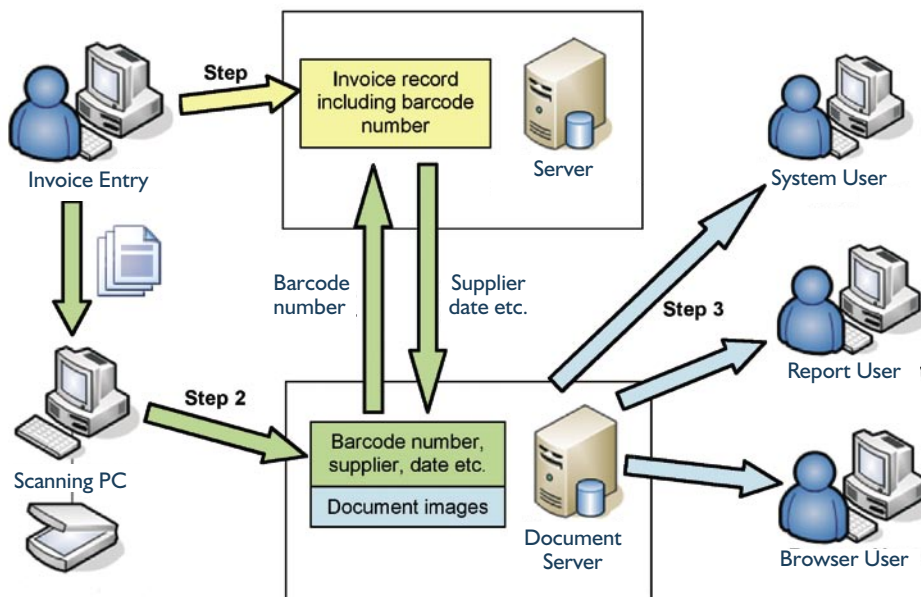 Step
Invoice record
including barcode
number
Server
Invoice Entry
System User
Barcode
number
Supplier
date etc.
Step 3
Report User
Step 2
Barcode number,
supplier, date etc.
Document images
Scanning PC
Document
Server
Browser User